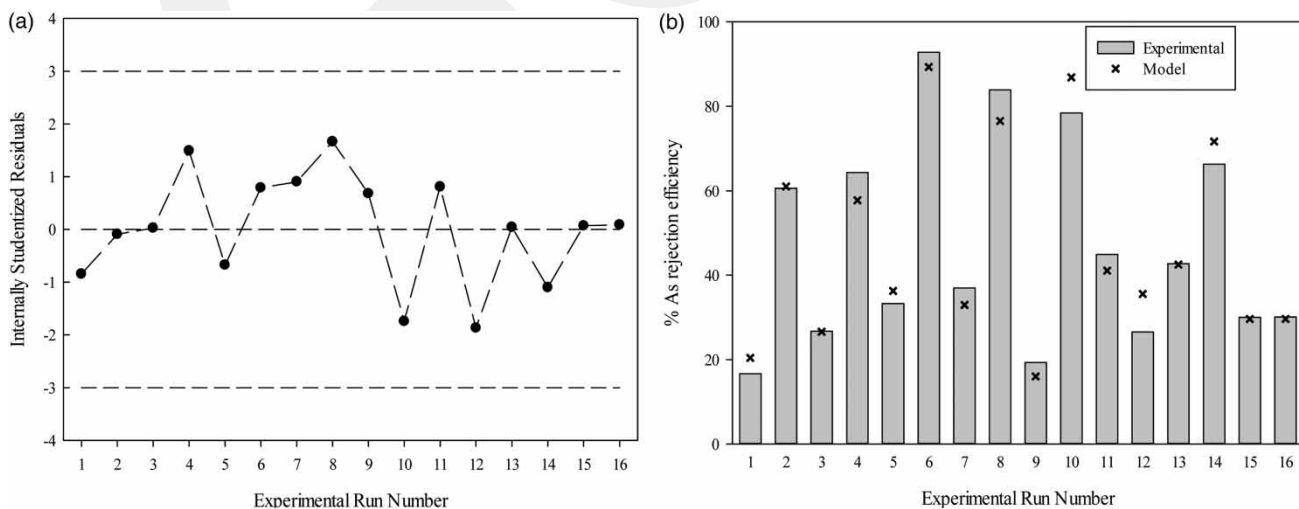 (a)
4
3
2
1
0
-1
-2
-3
-4
Internally Studentized Residuals
1 2 3 4 5 6 7 8 9 10 11 12 13 14 15 16
Experimental Run Number
(b)
100
80
60
40
20
0
% As rejection efficiency
Experimental
Model
1 2 3 4 5 6 7 8 9 10 11 12 13 14 15 16
Experimental Run Number